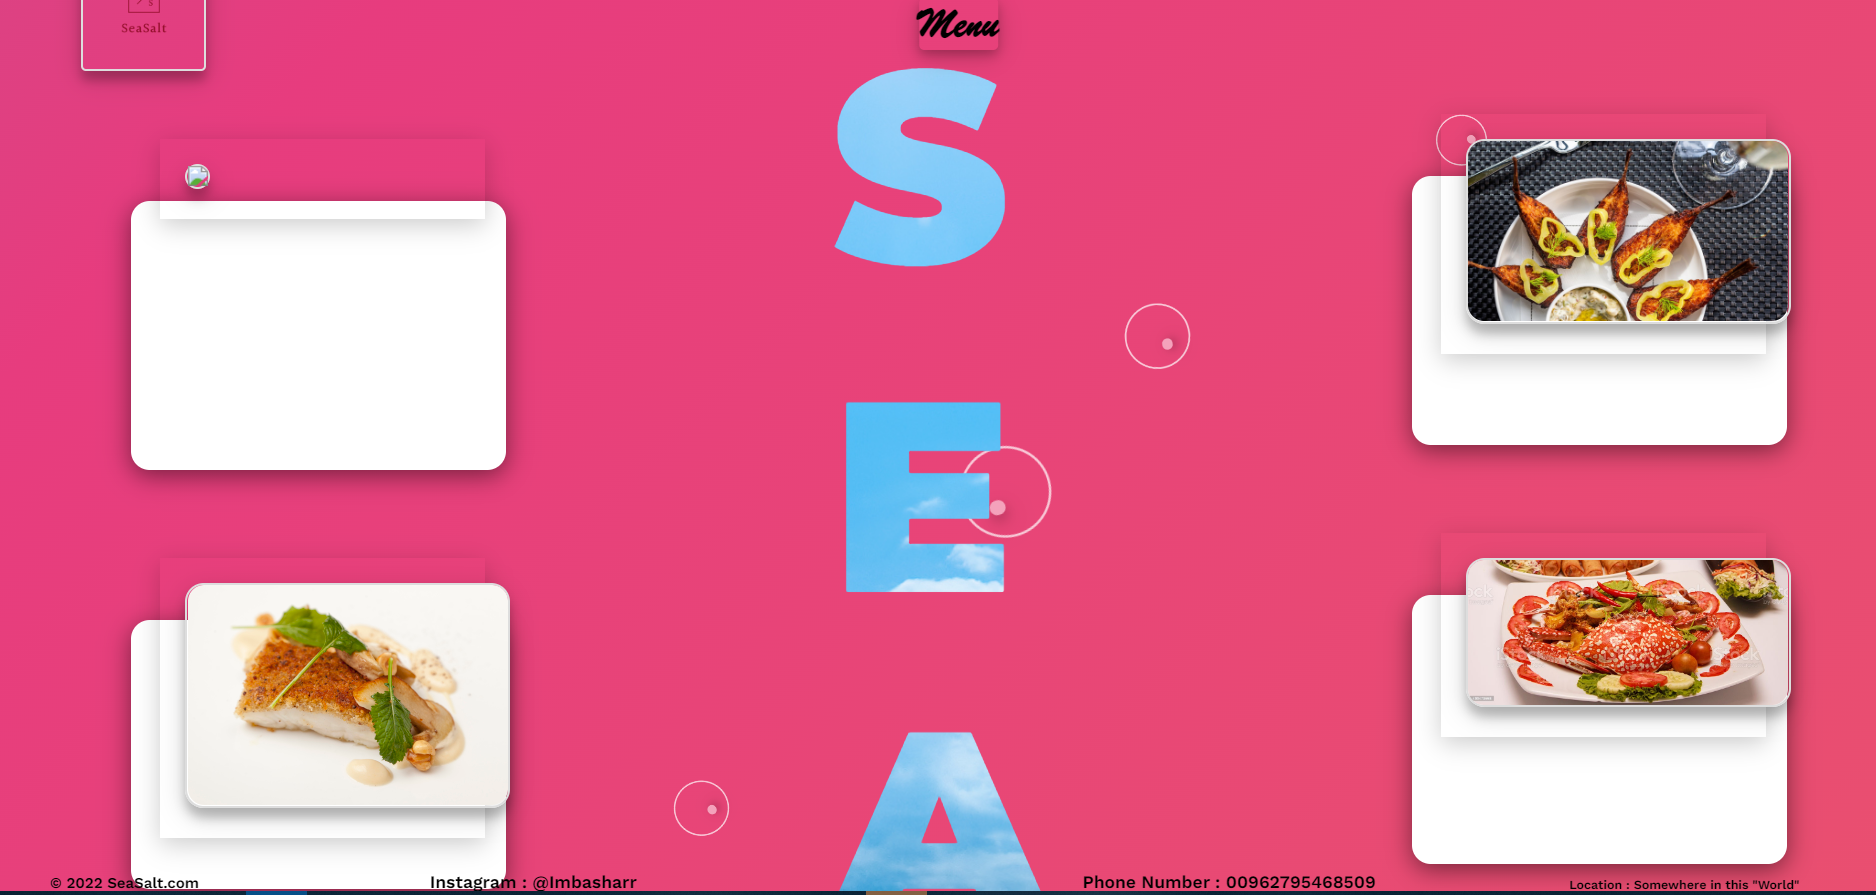 SeaSalt
Menu
S
E
A
© 2022 SeaSalt.com
Instagram : @Imbasharr
Phone Number : 00962795468509
Location : Somewhere in this "World"